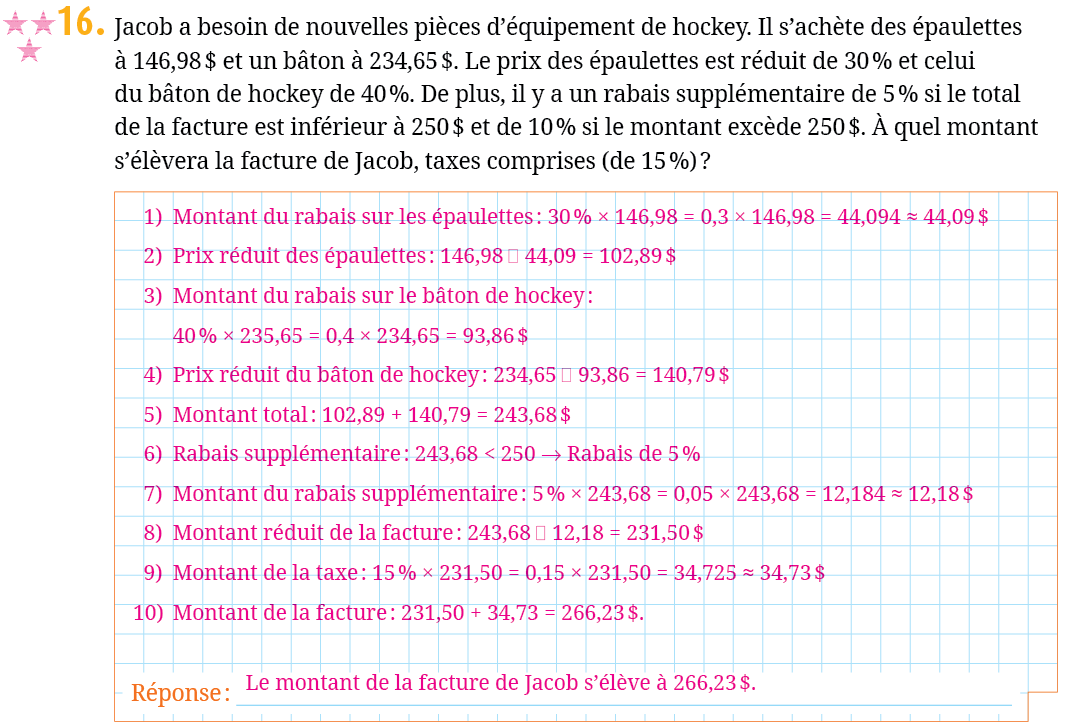 16. Jacob a besoin de nouvelles pièces d’équipement de hockey. Il s’achète des épaulettes
à 146,98 $ et un bâton à 234,65 $. Le prix des épaulettes est réduit de 30 % et celui
du bâton de hockey de 40 %. De plus, il y a un rabais supplémentaire de 5 % si le total
de la facture est inférieur à 250 $ et de 10 % si le montant excède 250 $. À quel montant
s’élèvera la facture de Jacob, taxes comprises (de 15 %) ?
1) Montant du rabais sur les épaulettes : 30 % × 146,98 = 0,3 × 146,98 = 44,094 ≈ 44,09 $
2) Prix réduit des épaulettes : 146,98 □ 44,09 = 102,89 $
3) Montant du rabais sur le bâton de hockey :
40 % × 235,65 = 0,4 × 234,65 = 93,86 $
4) Prix réduit du bâton de hockey : 234,65 □ 93,86 = 140,79 $
5) Montant total : 102,89 + 140,79 = 243,68 $
6) Rabais supplémentaire : 243,68 < 250 → Rabais de 5 %
7) Montant du rabais supplémentaire : 5 % × 243,68 = 0,05 × 243,68 = 12,184 ≈ 12,18 $
8) Montant réduit de la facture : 243,68 □ 12,18 = 231,50 $
9) Montant de la taxe : 15 % × 231,50 = 0,15 × 231,50 = 34,725 ≈ 34,73 $
10) Montant de la facture : 231,50 + 34,73 = 266,23 $.
Réponse : Le montant de la facture de Jacob s’élève à 266,23 $.